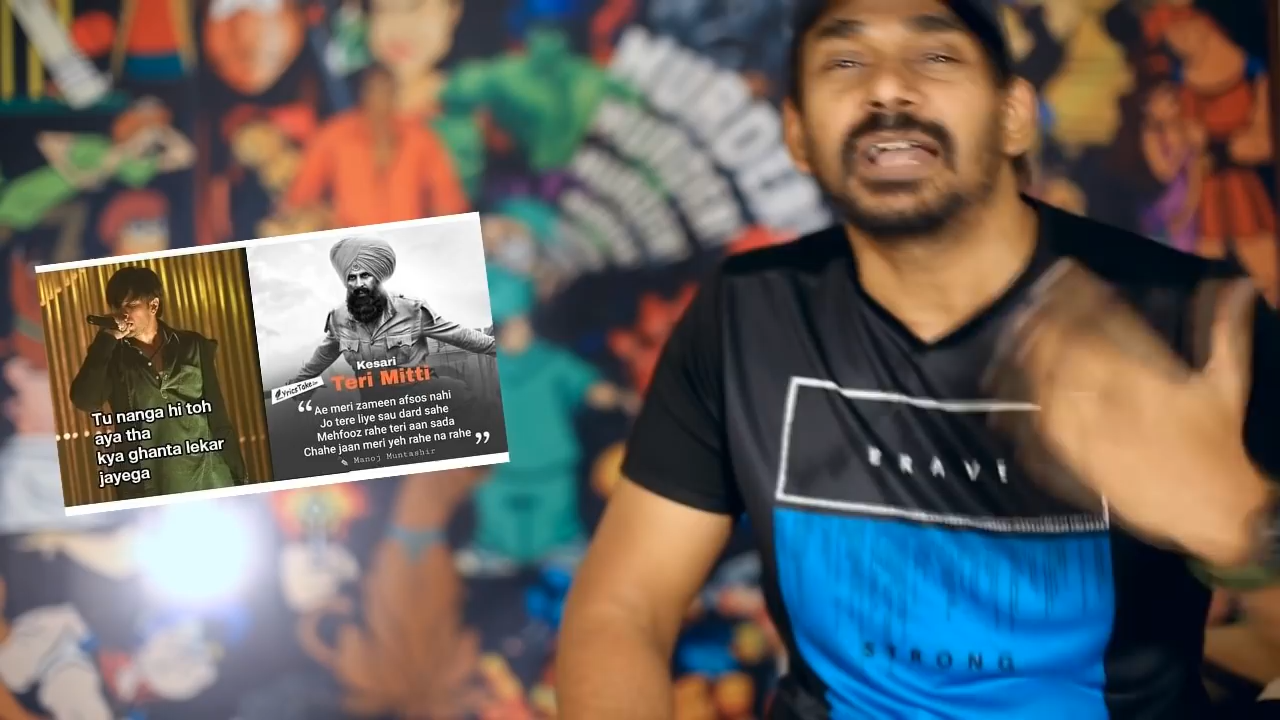 Tu nanga hi toh
aya tha
kya ghanta lekar
jayega
Kesari
Teri Mitti
“ Ae meri zameen afsos nahi
Jo tere liye sau dard sahe
Mehfooz rahe teri aan sada
Chahe jaan meri yeh rahe na rahe ”
✎ Manoj Muntashir
BRAVE
STRONG